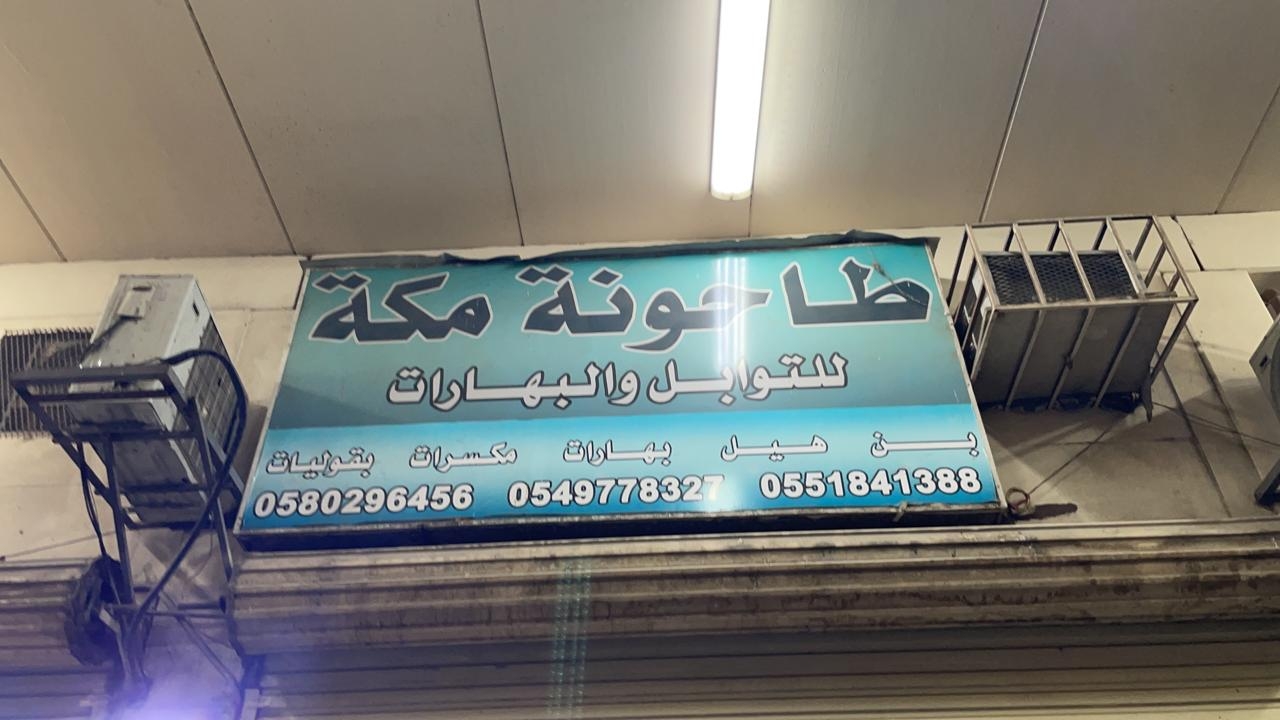 طاحونة مكة
للتوابل والبهارات
بن هيل بهارات مكسرات بقوليات
0551841388 0549778327 0580296456